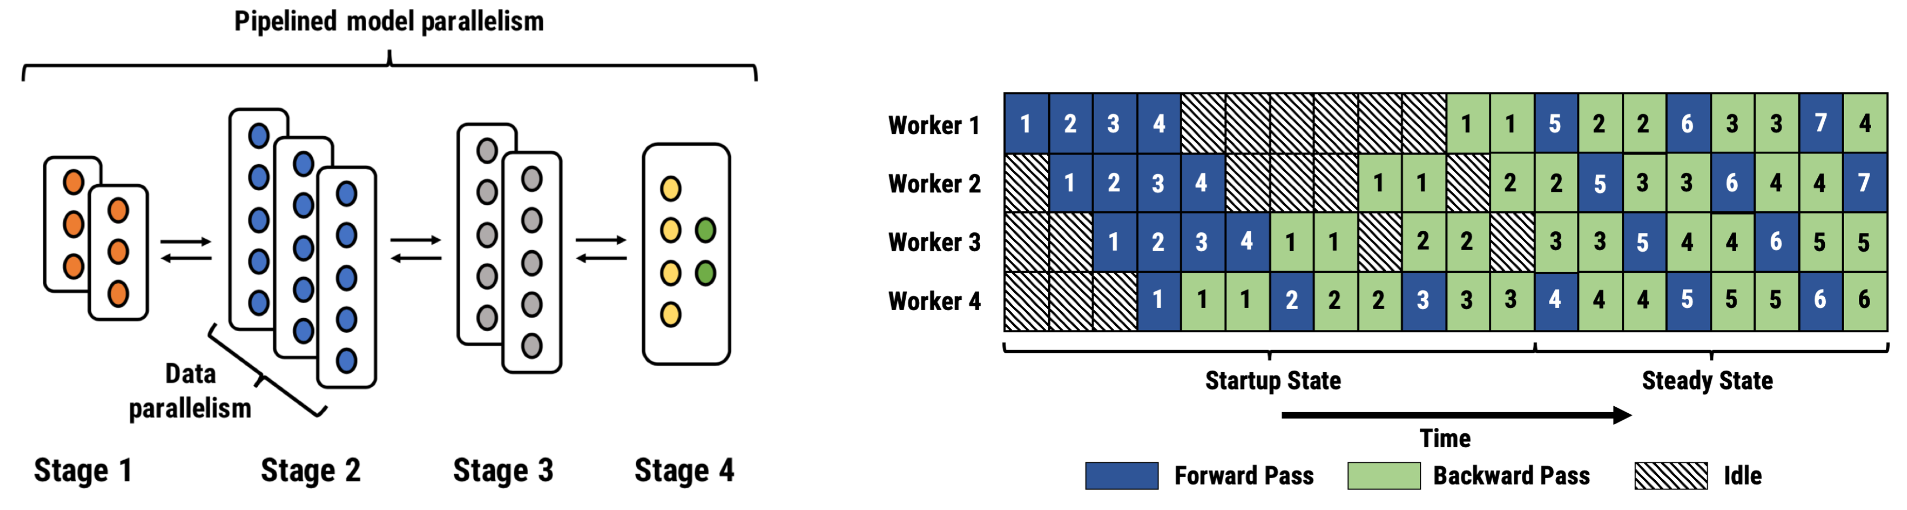 Pipelined model parallelism
Data
parallelism
Stage 1
Stage 2
Stage 3
Stage 4
Worker 1 1 2 3 4 1 1 5 2 2 6 3 3 7 4
Worker 2 1 2 3 4 1 1 2 2 5 3 3 6 4 4 7
Worker 3 1 2 3 4 1 1 2 2 3 3 5 4 4 6 5 5
Worker 4 1 1 1 2 2 2 3 3 3 4 4 4 5 5 5 6 6
Startup State
Steady State
Time
Forward Pass
Backward Pass
Idle